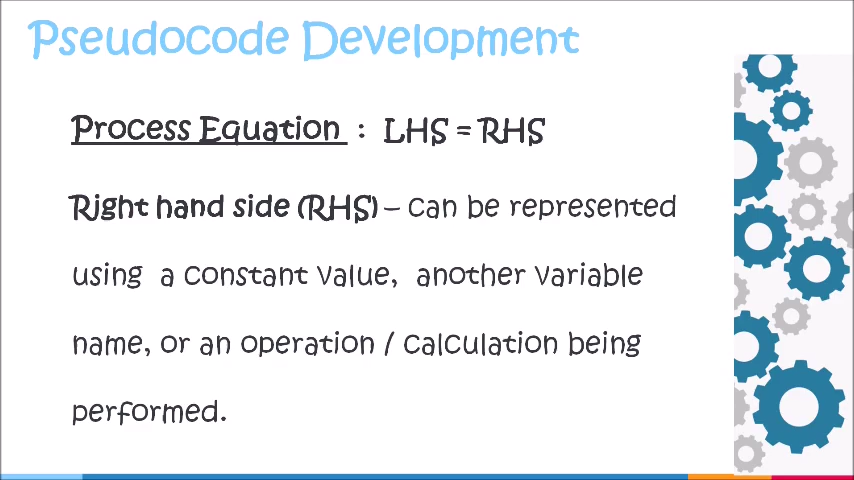 Pseudocode Development
Process Equation : LHS = RHS
Right hand side (RHS) – can be represented
using a constant value, another variable
name, or an operation / calculation being
performed.